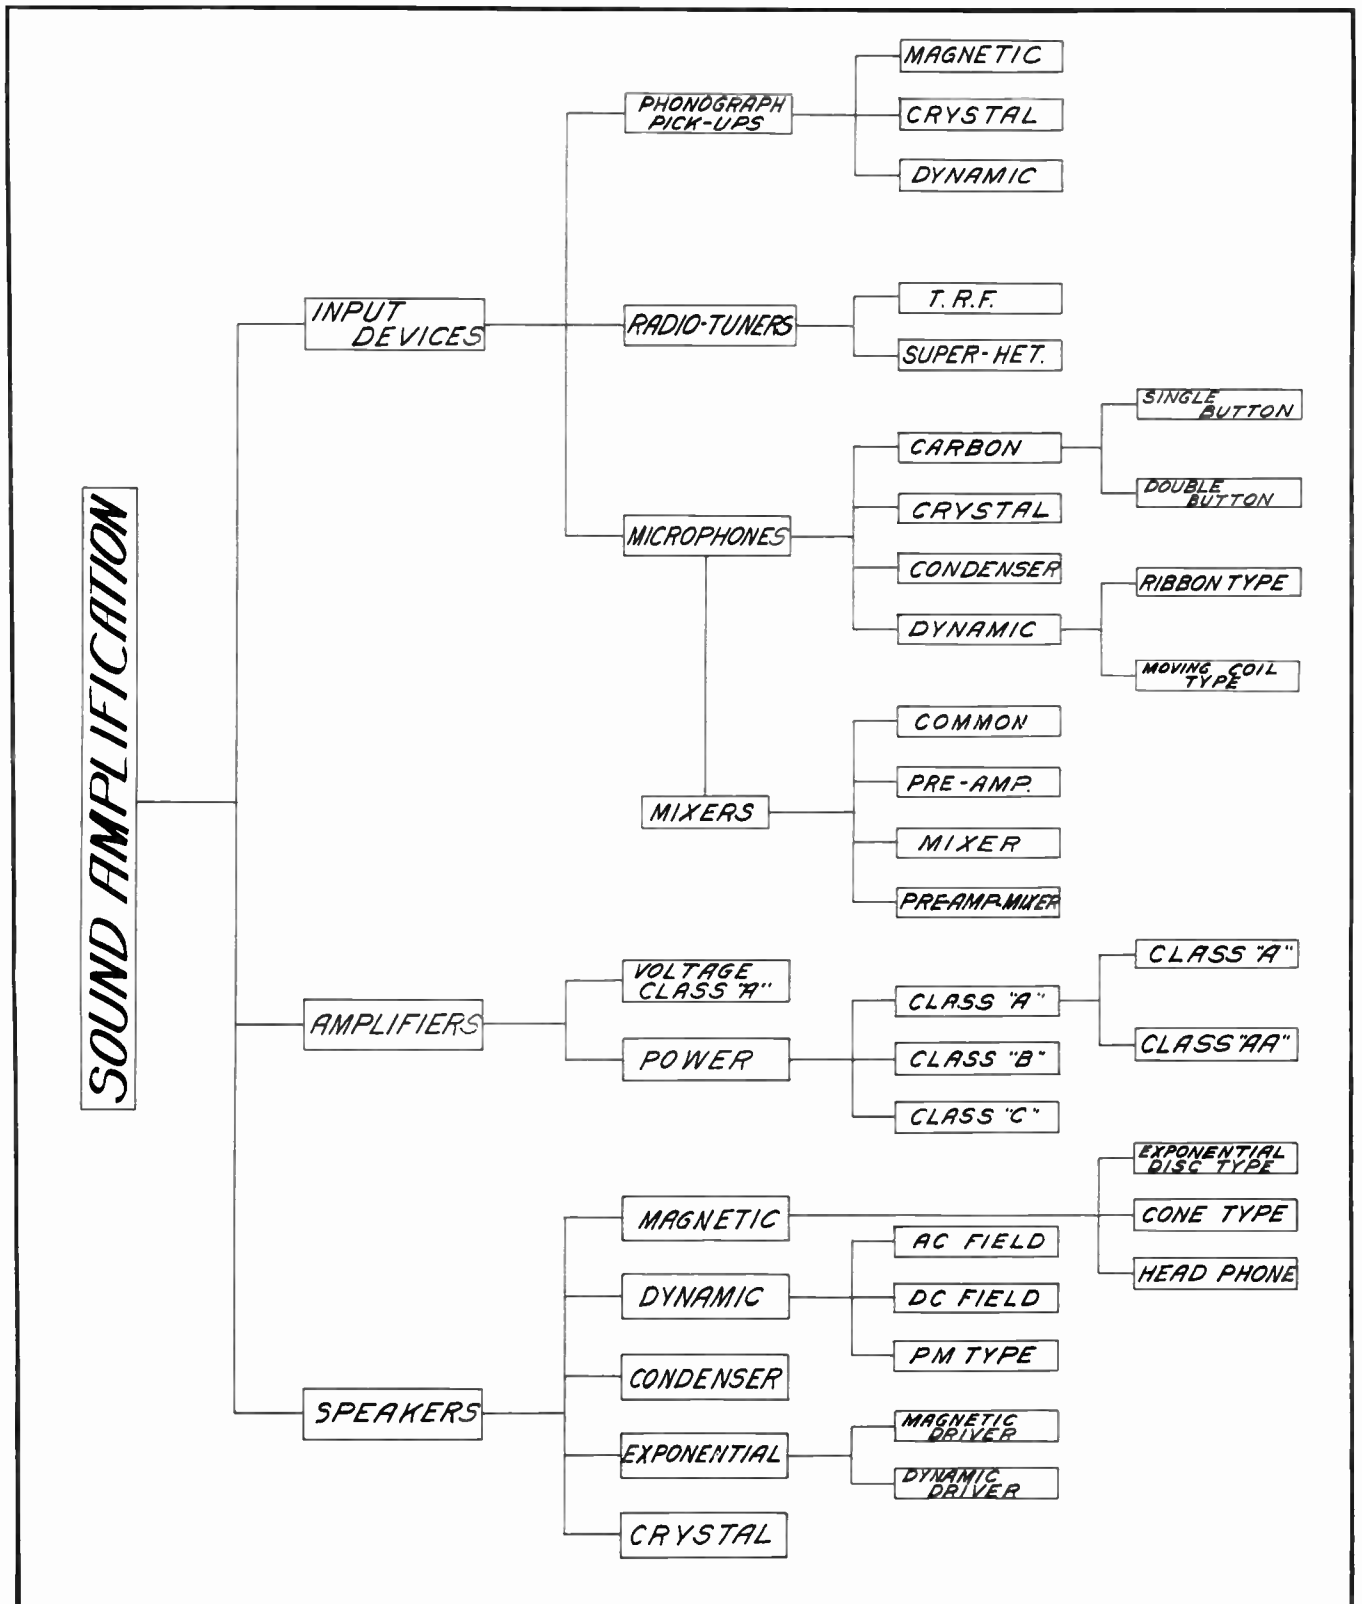 SOUND AMPLIFICATION
INPUT
DEVICES
PHONOGRAPH
PICK-UPS
MAGNETIC
CRYSTAL
DYNAMIC
RADIO-TUNERS
T.R.F.
SUPER-HET.
MICROPHONES
CARBON
SINGLE
BUTTON
DOUBLE
BUTTON
CRYSTAL
CONDENSER
DYNAMIC
RIBBON TYPE
MOVING COIL
TYPE
MIXERS
COMMON
PRE-AMP.
MIXER
PRE-AMP-MIXER
AMPLIFIERS
VOLTAGE
CLASS "A"
POWER
CLASS "A"
CLASS "A"
CLASS "AA"
CLASS "B"
CLASS "C"
SPEAKERS
MAGNETIC
EXPONENTIAL
DISC TYPE
CONE TYPE
HEAD PHONE
DYNAMIC
AC FIELD
DC FIELD
PM TYPE
CONDENSER
EXPONENTIAL
MAGNETIC
DRIVER
DYNAMIC
DRIVER
CRYSTAL